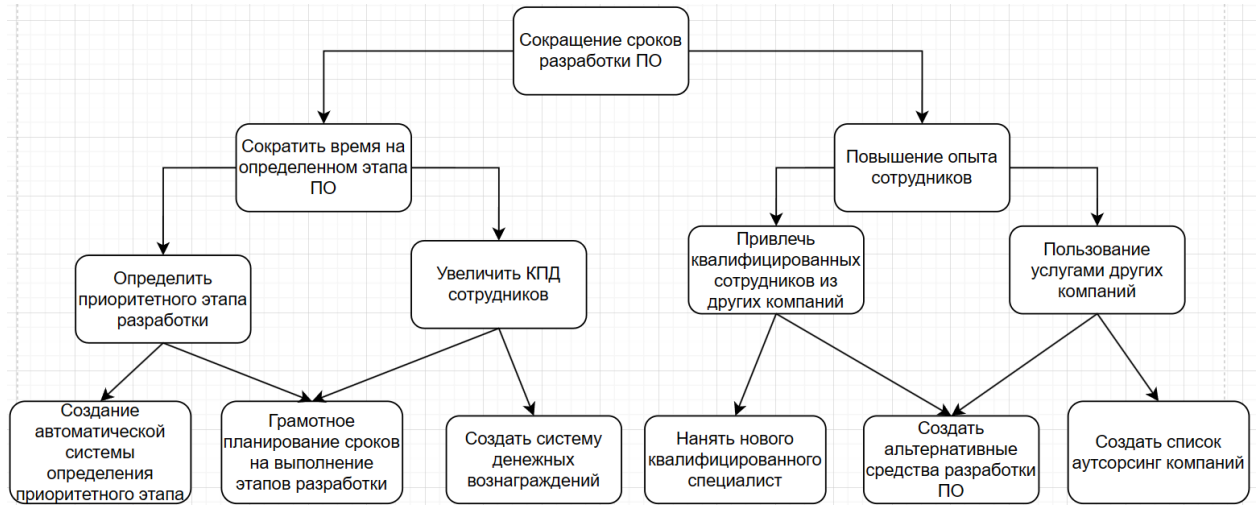 Сокращение сроков
разработки ПО
Сократить время на
определенном этапа
ПО
Повышение опыта
сотрудников
Определить
приоритетного этапа
разработки
Увеличить КПД
сотрудников
Привлечь
квалифицированных
сотрудников из
других компаний
Пользование
услугами других
компаний
Создание
автоматической
системы
определения
приоритетного этапа
Грамотное
планирование сроков
на выполнение
этапов разработки
Создать систему
денежных
вознаграждений
Нанять нового
квалифицированного
специалист
Создать
альтернативные
средства разработки
ПО
Создать список
аутсорсинг компаний